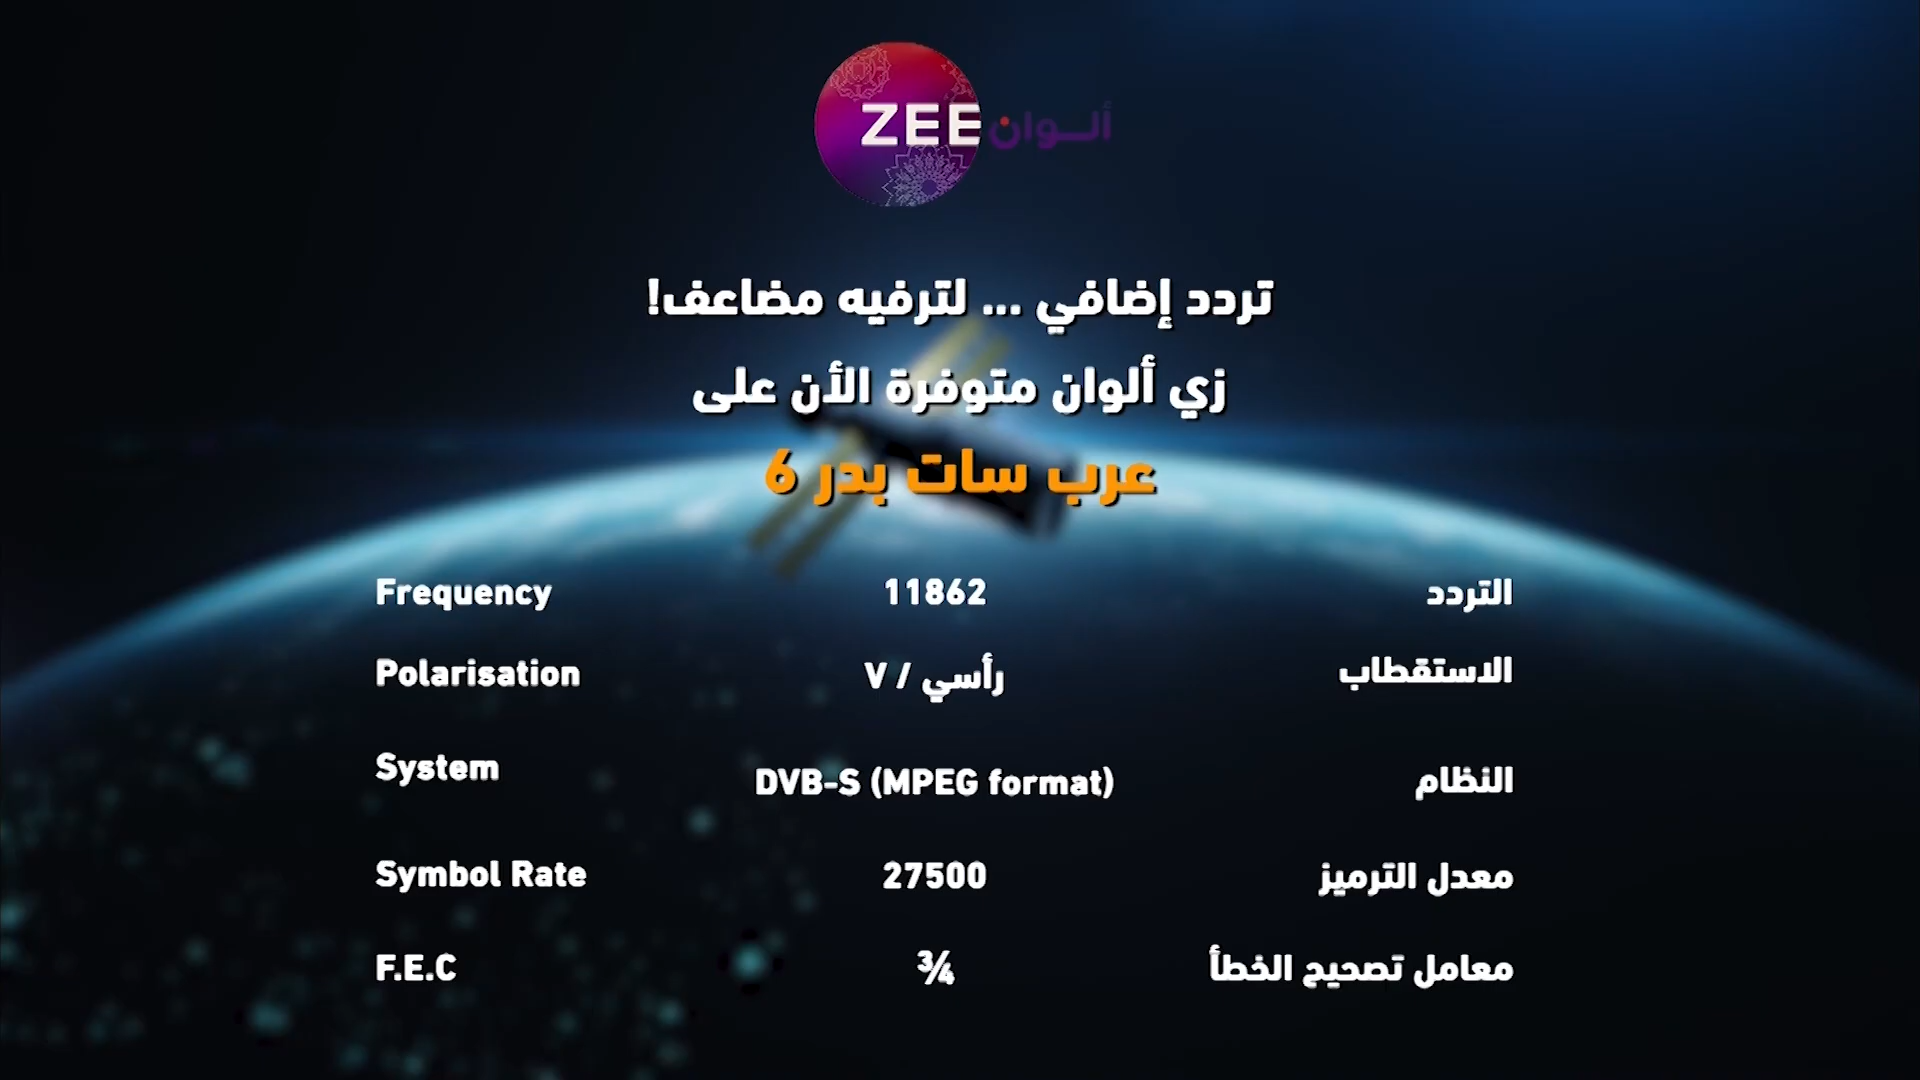 ZEE ألوان
تردد إضافي ... لترفيه مضاعف!
زي ألوان متوفرة الأن على
عرب سات بدر 6
Frequency 11862 التردد
Polarisation V / رأسي الاستقطاب
System DVB-S (MPEG format) النظام
Symbol Rate 27500 معدل الترميز
F.E.C ¾ معامل تصحيح الخطأ